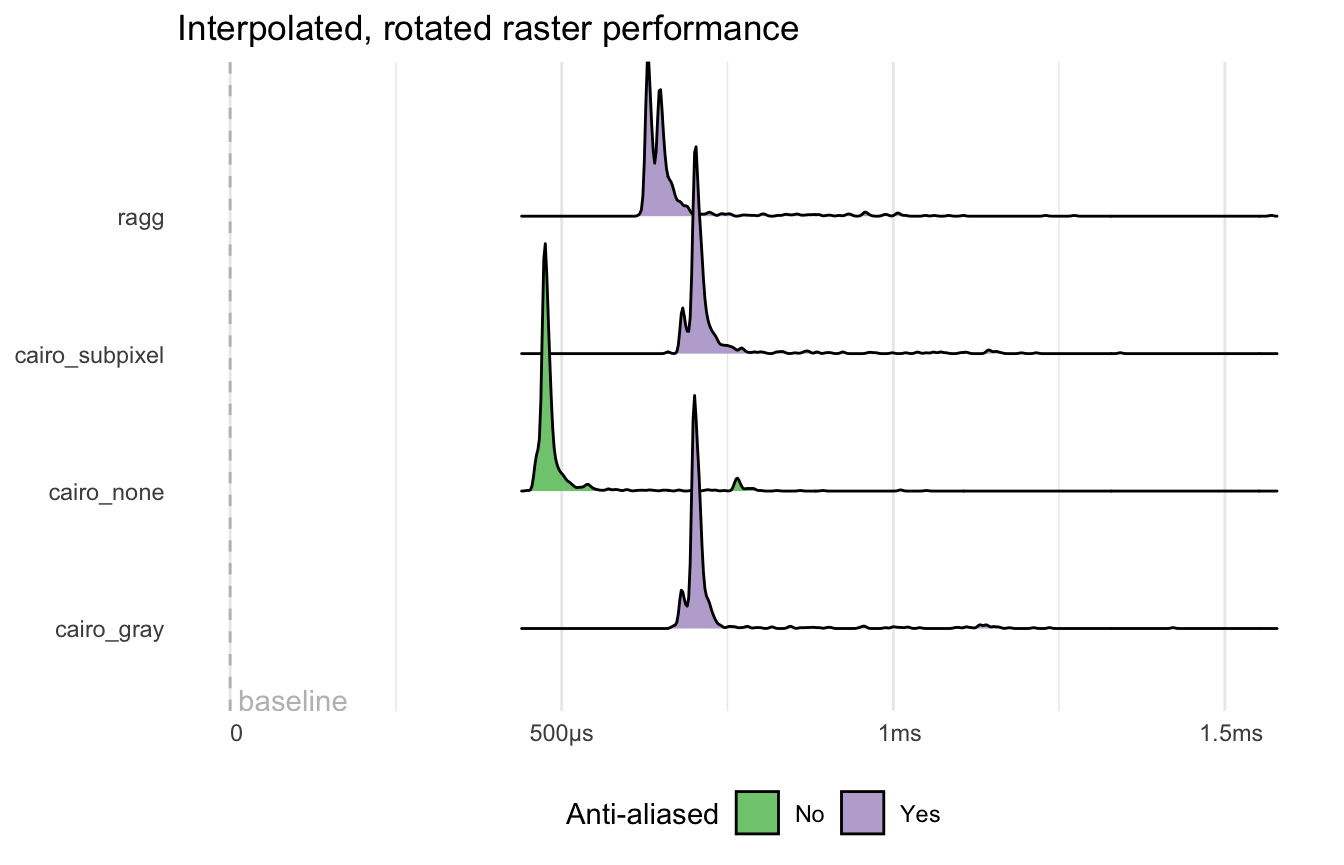 Interpolated, rotated raster performance
ragg
cairo_subpixel
cairo_none
cairo_gray
baseline
0 500µs 1ms 1.5ms
Anti-aliased No Yes